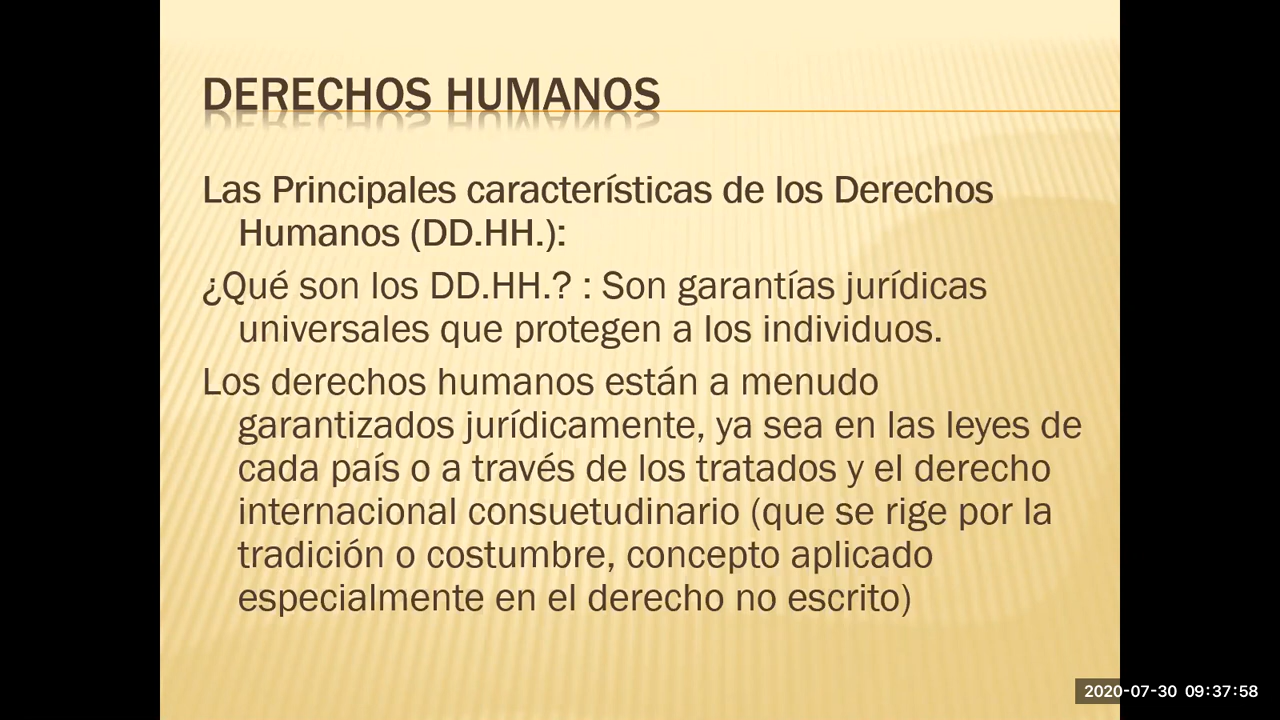 DERECHOS HUMANOS
Las Principales características de los Derechos
Humanos (DD.HH.):
¿Qué son los DD.HH.? : Son garantías jurídicas
universales que protegen a los individuos.
Los derechos humanos están a menudo
garantizados jurídicamente, ya sea en las leyes de
cada país o a través de los tratados y el derecho
internacional consuetudinario (que se rige por la
tradición o costumbre, concepto aplicado
especialmente en el derecho no escrito)
2020-07-30 09:37:58